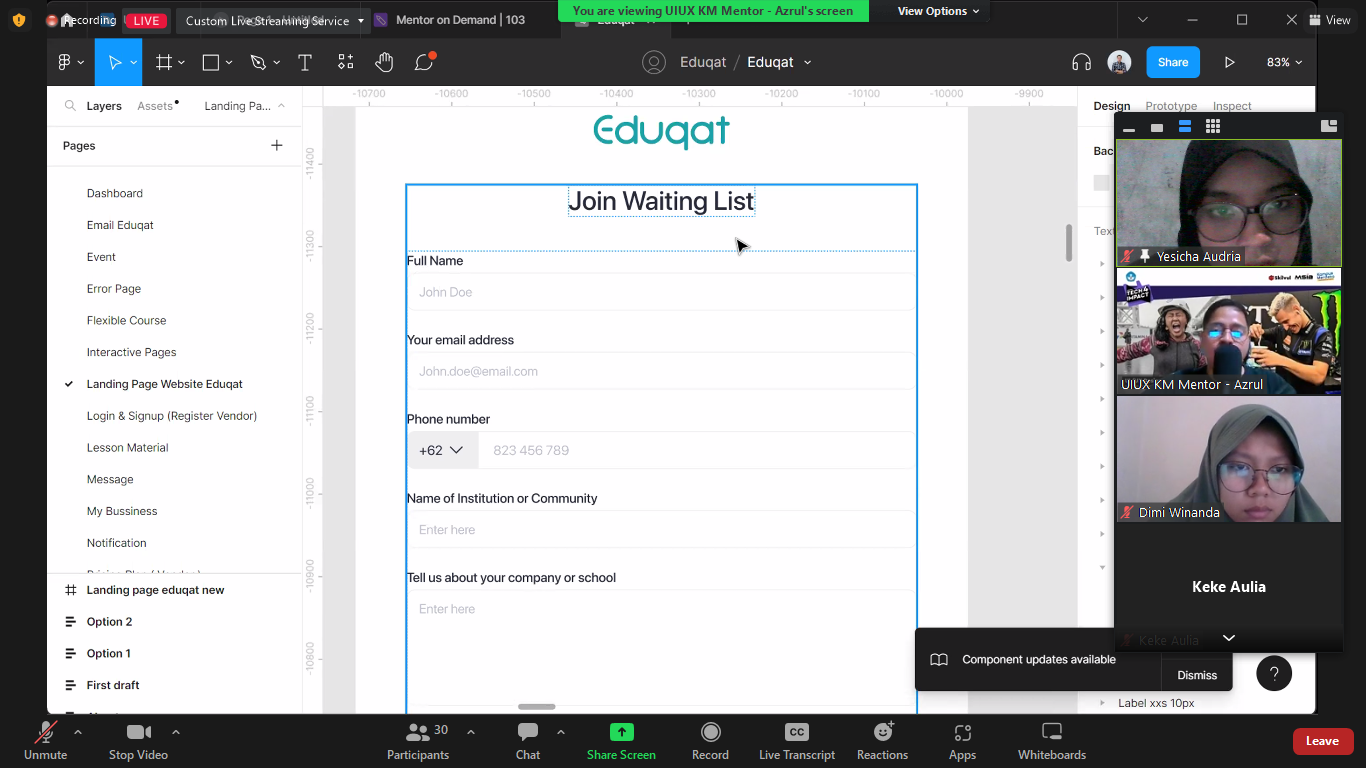 Recording
LIVE
Custom Live Streaming Service
Mentor on Demand | 103
Eduqat
You are viewing UIUX KM Mentor - Azrul's screen
View Options
View
Eduqat / Eduqat
Share
83%
Layers
Assets
Landing Pa...
Pages
Dashboard
Email Eduqat
Event
Error Page
Flexible Course
Interactive Pages
Landing Page Website Eduqat
Login & Signup (Register Vendor)
Lesson Material
Message
My Bussiness
Notification
Landing page eduqat new
Option 2
Option 1
First draft
-10700
-10600
-10500
-10400
-10300
-10200
-10100
-10000
-9900
-11400
-11300
-11200
-11100
-11000
-10900
-10800
Eduqat
Join Waiting List
Full Name
John Doe
Your email address
John.doe@email.com
Phone number
+62
823 456 789
Name of Institution or Community
Enter here
Tell us about your company or school
Enter here
Design
Prototype
Inspect
Bac
Text
Yesicha Audria
TECH4
IMPACT
Skilvul
MSIB
Kampus
Merdeka
UIUX KM Mentor - Azrul
Dimi Winanda
Keke Aulia
Keke Aulia
Component updates available
Dismiss
?
Label xxs 10px
Unmute
Stop Video
Participants
30
Chat
Share Screen
Record
CC
Live Transcript
Reactions
Apps
Whiteboards
Leave